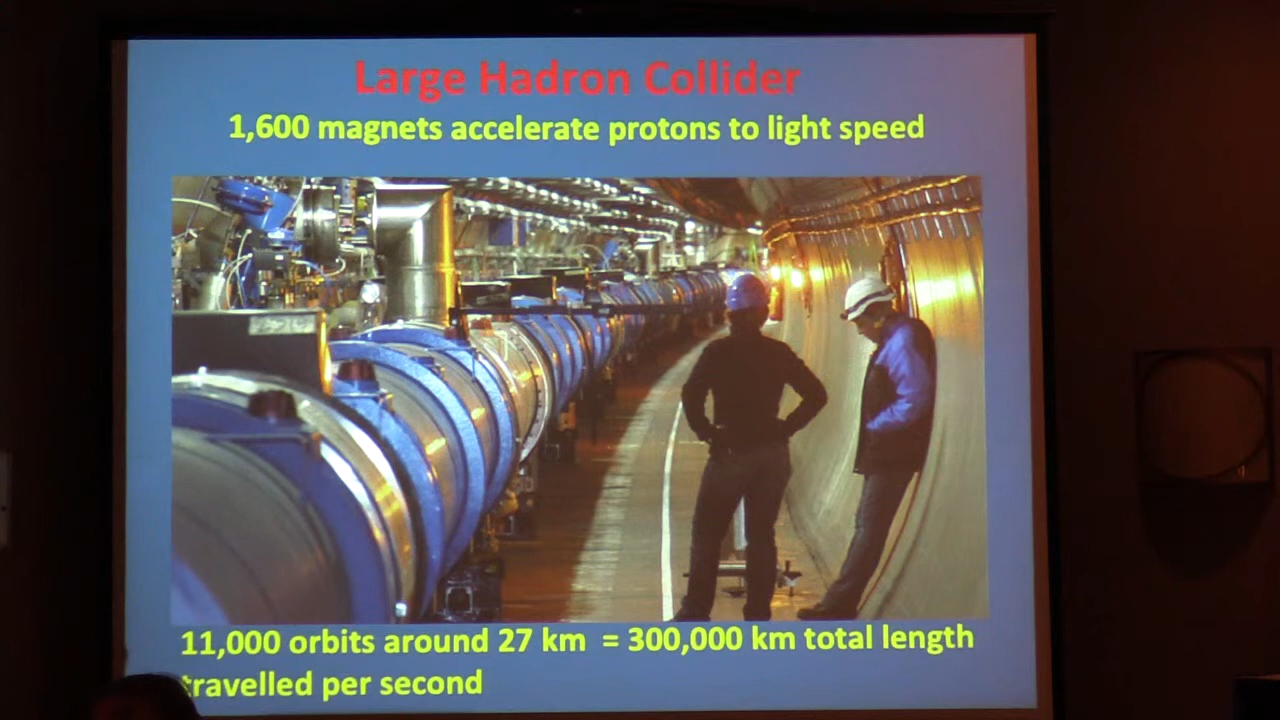 Large Hadron Collider
1,600 magnets accelerate protons to light speed
11,000 orbits around 27 km = 300,000 km total length
travelled per second